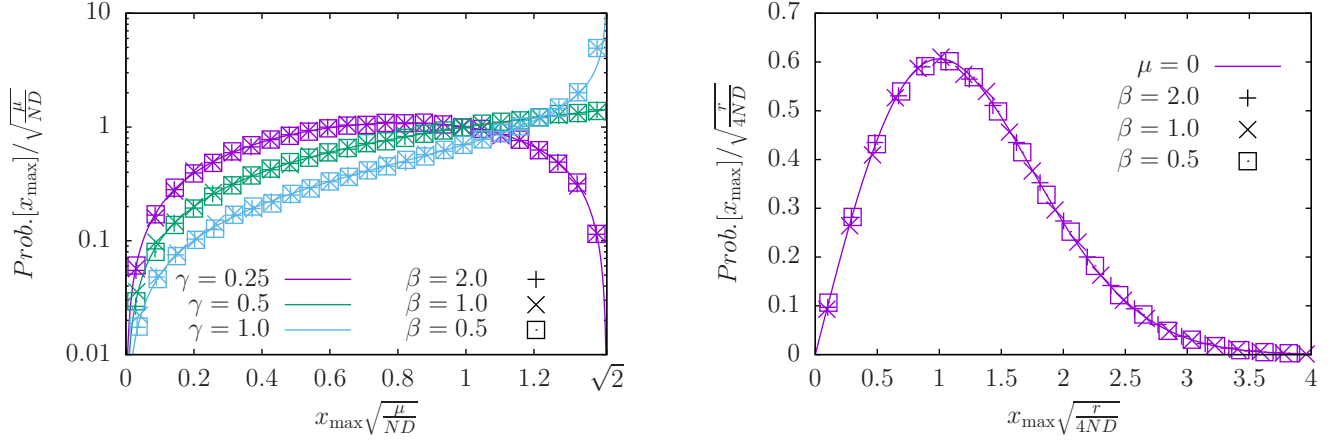 Prob.[x_max]/√(μ/ND)
10
1
0.1
0.01
0
0.2
0.4
0.6
0.8
1
1.2
√2
x_max√(μ/ND)
γ = 0.25
γ = 0.5
γ = 1.0
β = 2.0
β = 1.0
β = 0.5
Prob.[x_max]/√(r/4ND)
0.7
0.6
0.5
0.4
0.3
0.2
0.1
0
0
0.5
1
1.5
2
2.5
3
3.5
4
x_max√(r/4ND)
μ = 0
β = 2.0
β = 1.0
β = 0.5